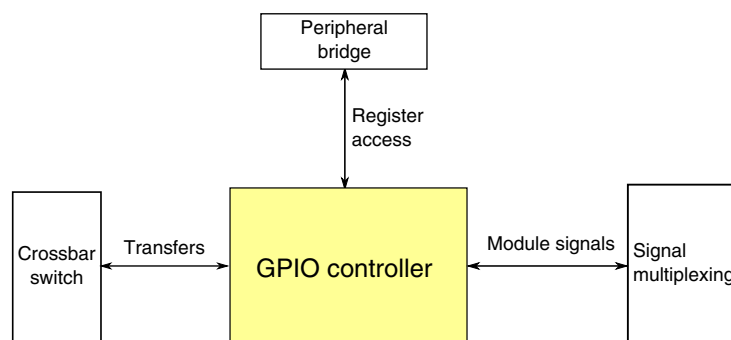 Peripheral
bridge
Register
access
Crossbar
switch
Transfers
GPIO controller
Module signals
Signal
multiplexing